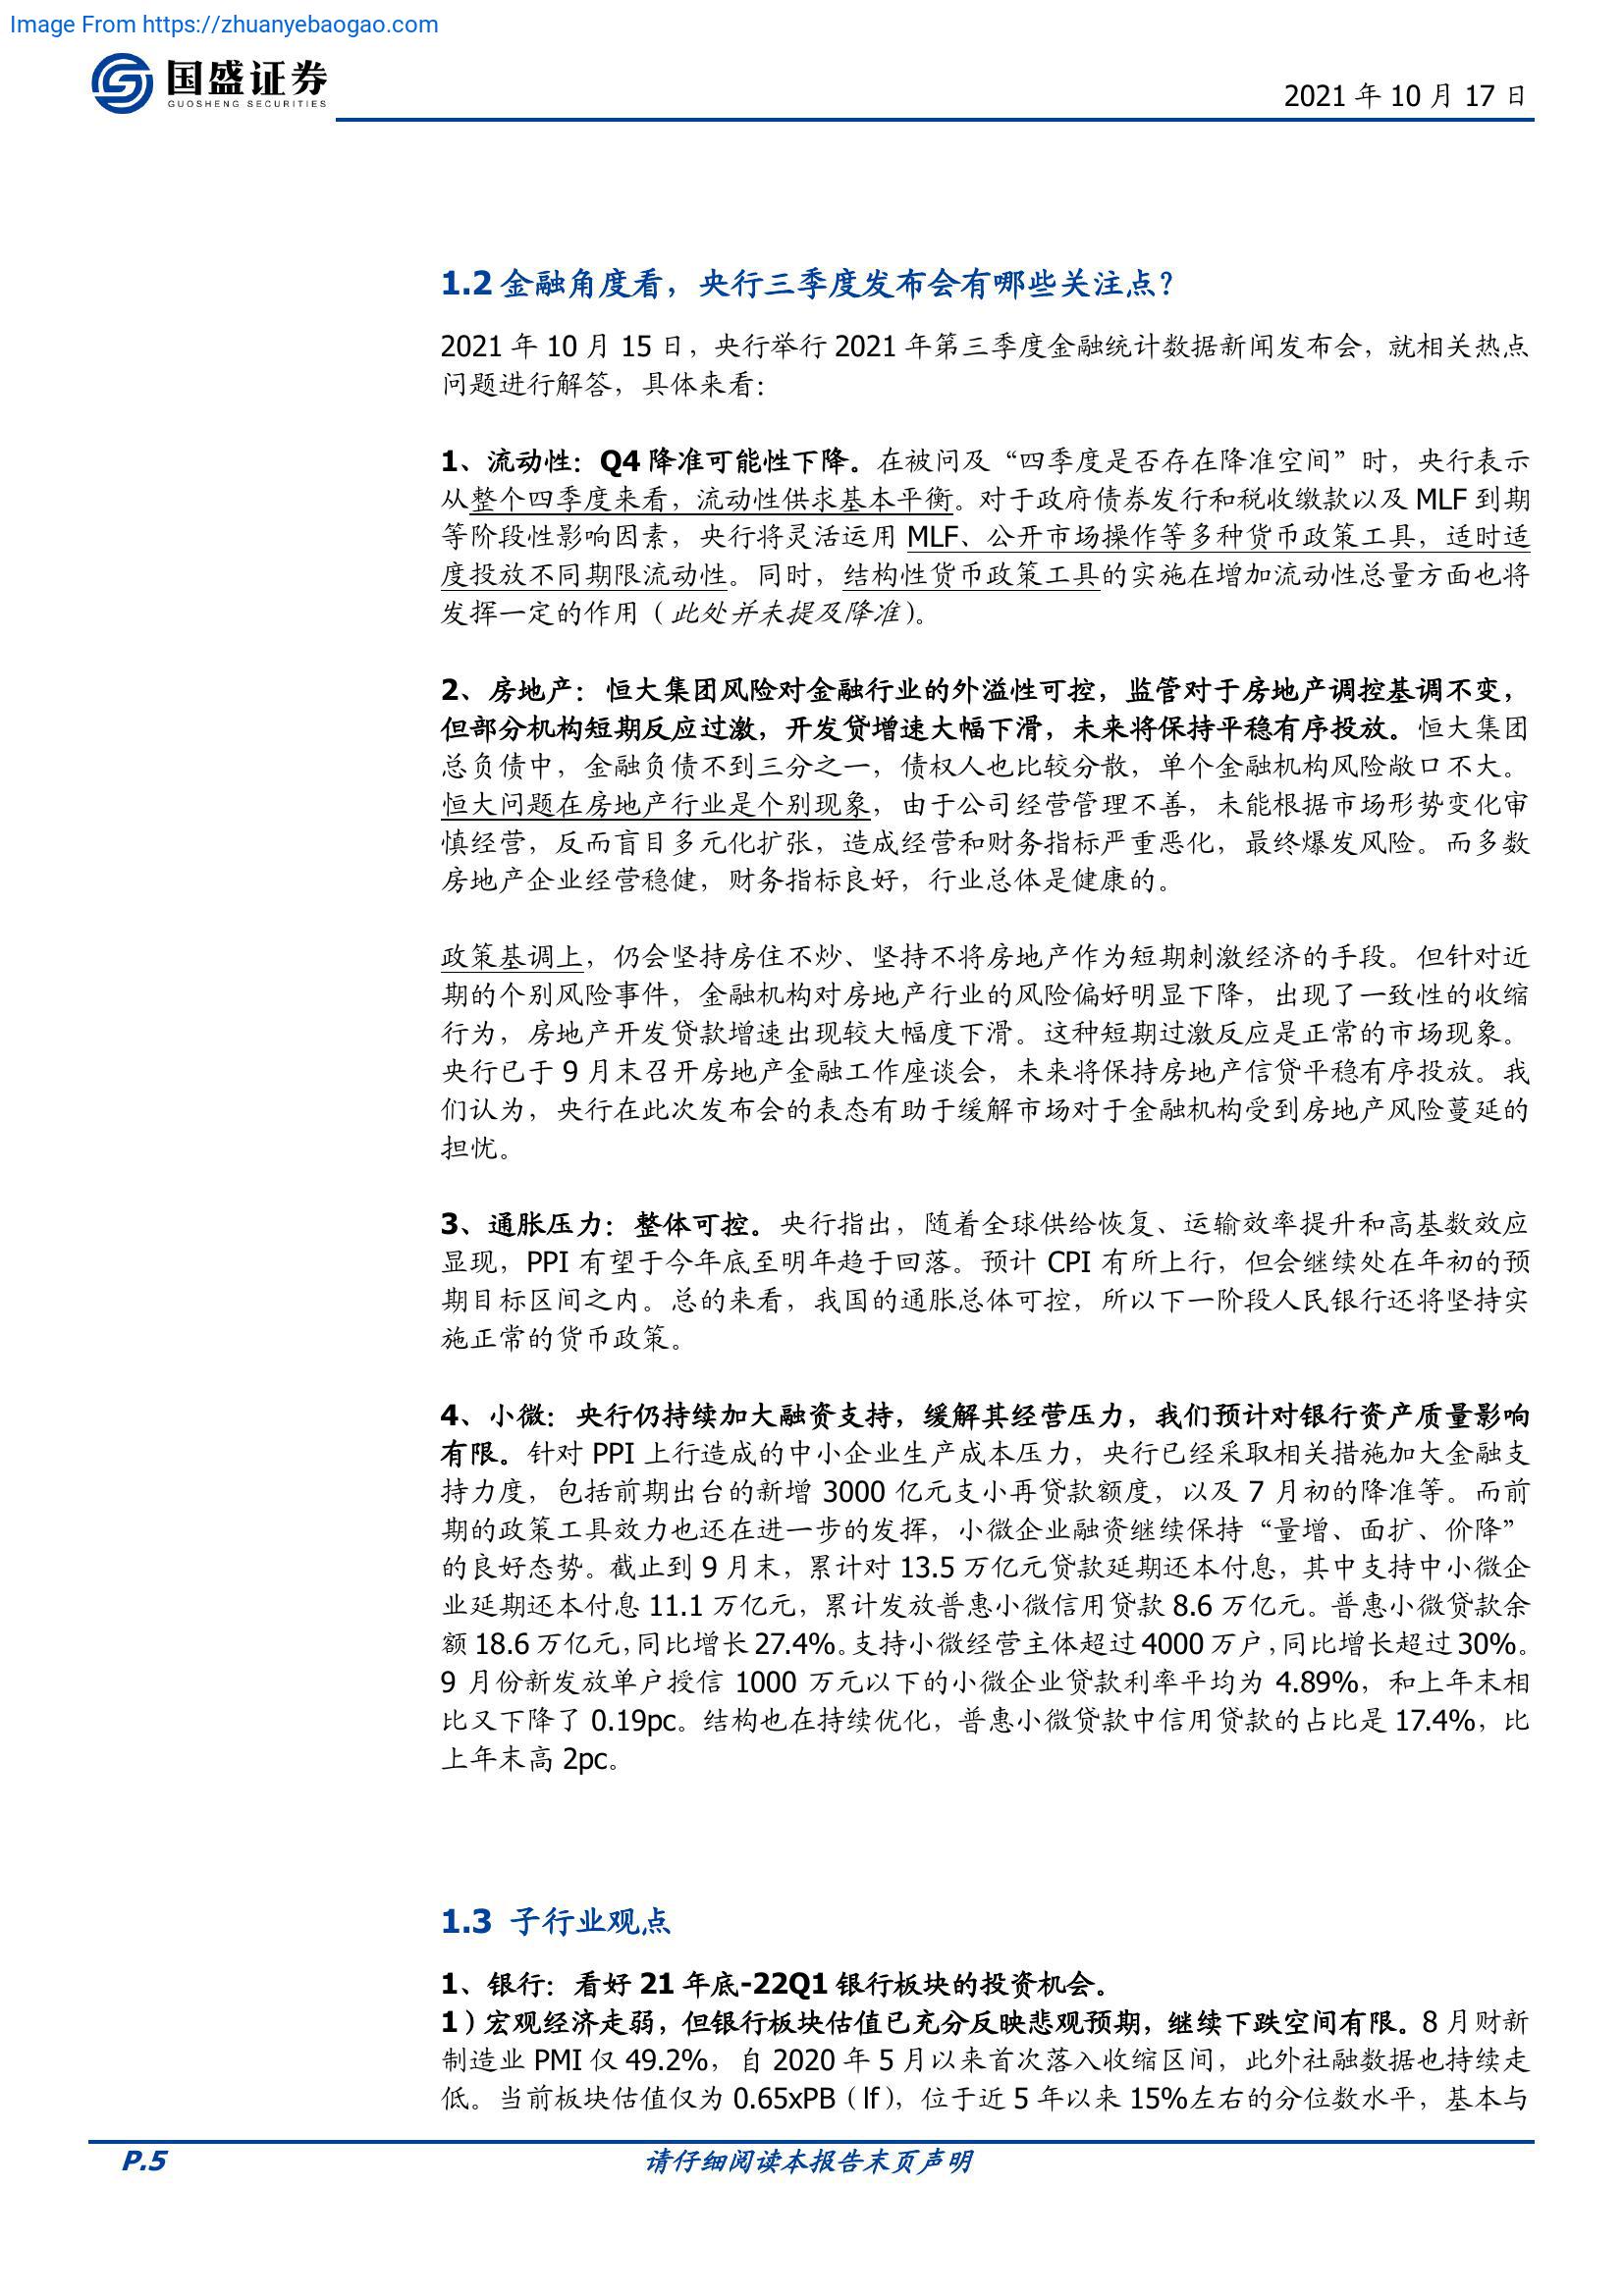 Image From https://zhuanyebaogao.com
国盛证券
GUOSHENG SECURITIES
2021 年 10 月 17 日
1.2 金融角度看，央行三季度发布会有哪些关注点？
2021 年 10 月 15 日，央行举行 2021 年第三季度金融统计数据新闻发布会，就相关热点
问题进行解答，具体来看：
1、流动性：Q4 降准可能性下降。在被问及“四季度是否存在降准空间”时，央行表示
从整个四季度来看，流动性供求基本平衡。对于政府债券发行和税收缴款以及 MLF 到期
等阶段性影响因素，央行将灵活运用 MLF、公开市场操作等多种货币政策工具，适时适
度投放不同期限流动性。同时，结构性货币政策工具的实施在增加流动性总量方面也将
发挥一定的作用（此处并未提及降准）。
2、房地产：恒大集团风险对金融行业的外溢性可控，监管对于房地产调控基调不变，
但部分机构短期反应过激，开发贷增速大幅下滑，未来将保持平稳有序投放。恒大集团
总负债中，金融负债不到三分之一，债权人也比较分散，单个金融机构风险敞口不大。
恒大问题在房地产行业是个别现象，由于公司经营管理不善，未能根据市场形势变化审
慎经营，反而盲目多元化扩张，造成经营和财务指标严重恶化，最终爆发风险。而多数
房地产企业经营稳健，财务指标良好，行业总体是健康的。
政策基调上，仍会坚持房住不炒、坚持不将房地产作为短期刺激经济的手段。但针对近
期的个别风险事件，金融机构对房地产行业的风险偏好明显下降，出现了一致性的收缩
行为，房地产开发贷款增速出现较大幅度下滑。这种短期过激反应是正常的市场现象。
央行已于 9 月末召开房地产金融工作座谈会，未来将保持房地产信贷平稳有序投放。我
们认为，央行在此次发布会的表态有助于缓解市场对于金融机构受到房地产风险蔓延的
担忧。
3、通胀压力：整体可控。央行指出，随着全球供给恢复、运输效率提升和高基数效应
显现，PPI 有望于今年底至明年趋于回落。预计 CPI 有所上行，但会继续处在年初的预
期目标区间之内。总的来看，我国的通胀总体可控，所以下一阶段人民银行还将坚持实
施正常的货币政策。
4、小微：央行仍持续加大融资支持，缓解其经营压力，我们预计对银行资产质量影响
有限。针对 PPI 上行造成的中小企业生产成本压力，央行已经采取相关措施加大金融支
持力度，包括前期出台的新增 3000 亿元支小再贷款额度，以及 7 月初的降准等。而前
期的政策工具效力也还在进一步的发挥，小微企业融资继续保持“量增、面扩、价降”
的良好态势。截止到 9 月末，累计对 13.5 万亿元贷款延期还本付息，其中支持中小微企
业延期还本付息 11.1 万亿元，累计发放普惠小微信用贷款 8.6 万亿元。普惠小微贷款余
额 18.6 万亿元，同比增长 27.4%。支持小微经营主体超过 4000 万户，同比增长超过 30%。
9 月份新发放单户授信 1000 万元以下的小微企业贷款利率平均为 4.89%，和上年末相
比又下降了 0.19pc。结构也在持续优化，普惠小微贷款中信用贷款的占比是 17.4%，比
上年末高 2pc。
1.3 子行业观点
1、银行：看好 21 年底-22Q1 银行板块的投资机会。
1）宏观经济走弱，但银行板块估值已充分反映悲观预期，继续下跌空间有限。8 月财新
制造业 PMI 仅 49.2%，自 2020 年 5 月以来首次落入收缩区间，此外社融数据也持续走
低。当前板块估值仅为 0.65xPB（lf），位于近 5 年以来 15%左右的分位数水平，基本与
P.5
请仔细阅读本报告末页声明